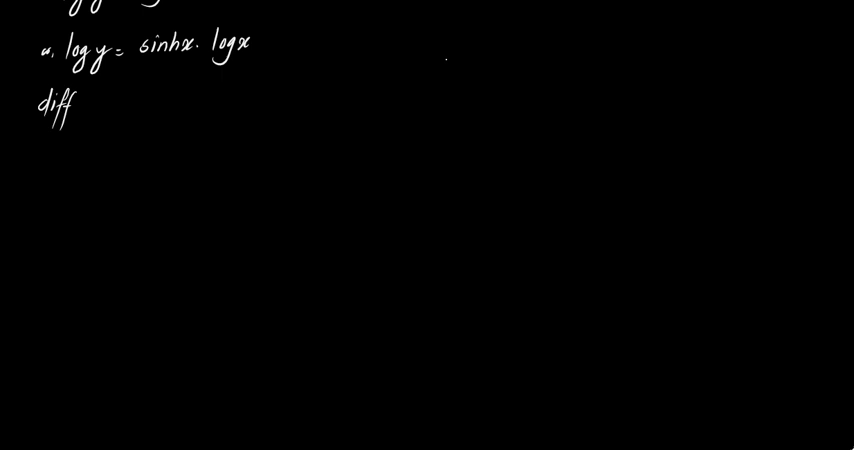 log y = sinhx. logx
diff